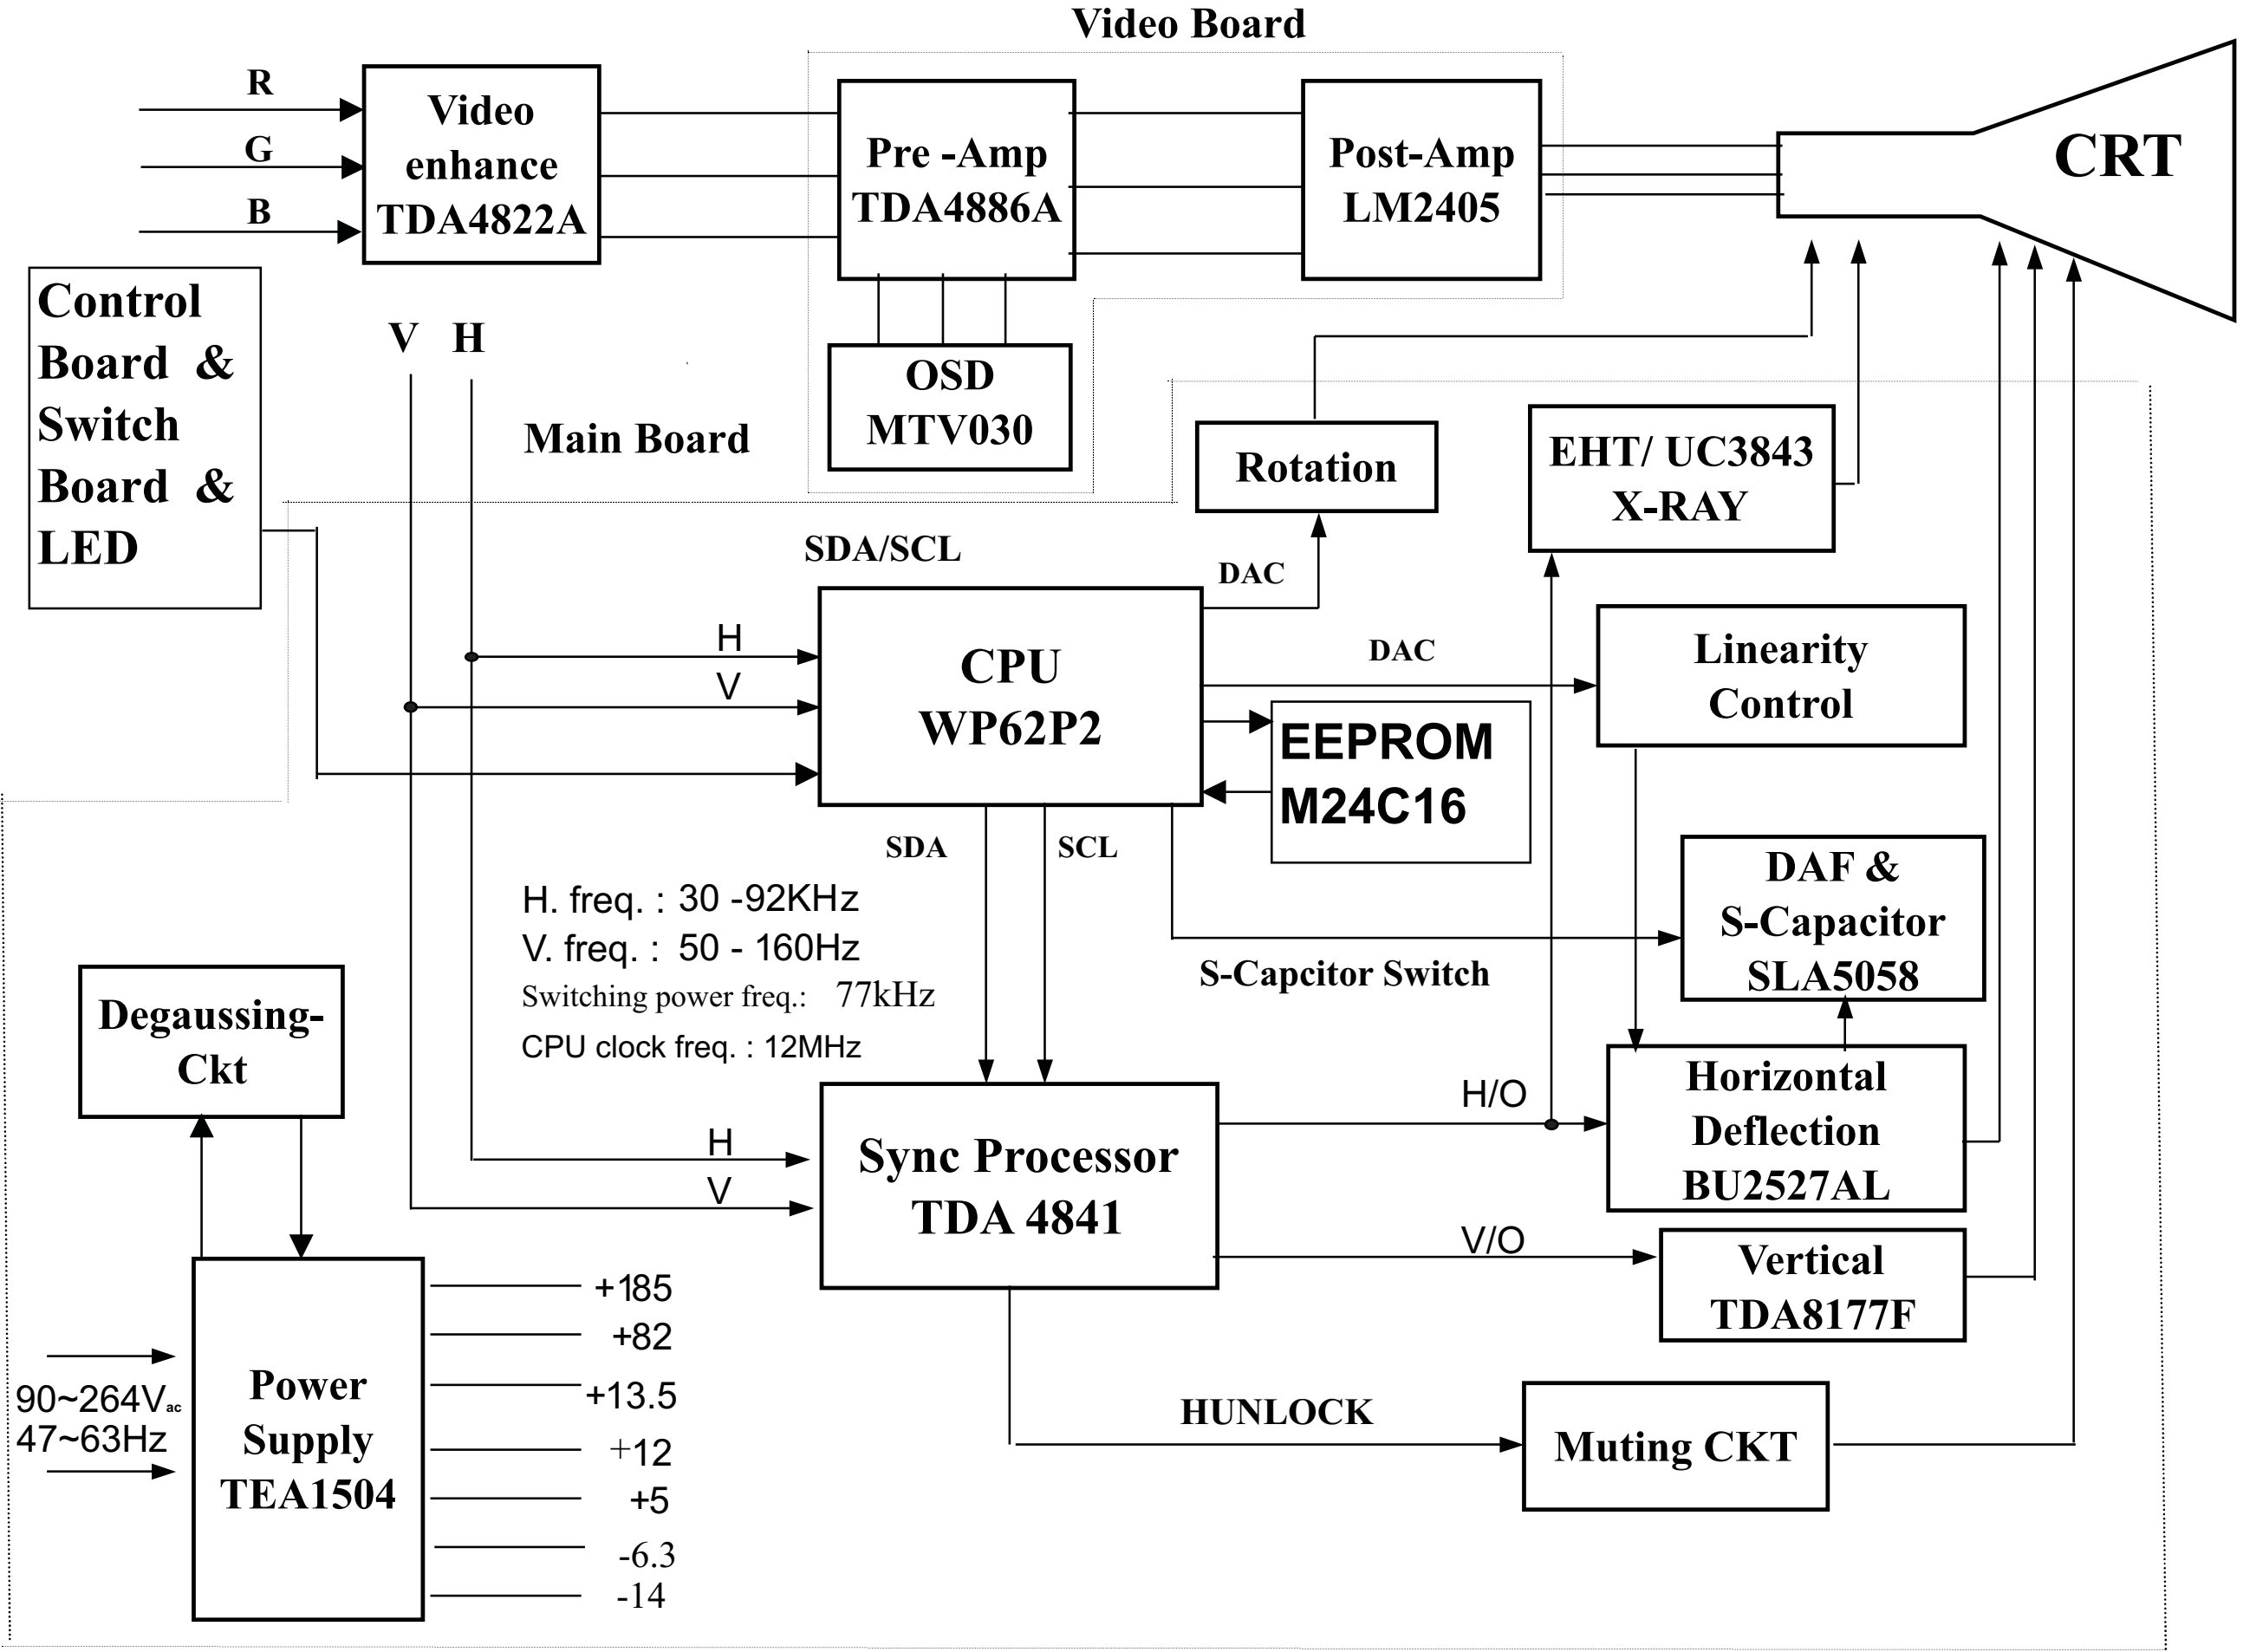 Video Board
R
G
B
Video
enhance
TDA4822A
Pre -Amp
TDA4886A
Post-Amp
LM2405
CRT
Control
Board &
Switch
Board &
LED
V H
OSD
MTV030
Main Board
Rotation
EHT/ UC3843
X-RAY
SDA/SCL
DAC
H
V
CPU
WP62P2
DAC
Linearity
Control
EEPROM
M24C16
SDA
SCL
DAF &
S-Capacitor
SLA5058
H. freq. : 30 -92KHz
V. freq. : 50 - 160Hz
Switching power freq.: 77kHz
CPU clock freq. : 12MHz
S-Capcitor Switch
Degaussing-
Ckt
H
V
Sync Processor
TDA 4841
H/O
Horizontal
Deflection
BU2527AL
V/O
Vertical
TDA8177F
90~264Vac
47~63Hz
Power
Supply
TEA1504
+185
+82
+13.5
+12
+5
-6.3
-14
HUNLOCK
Muting CKT